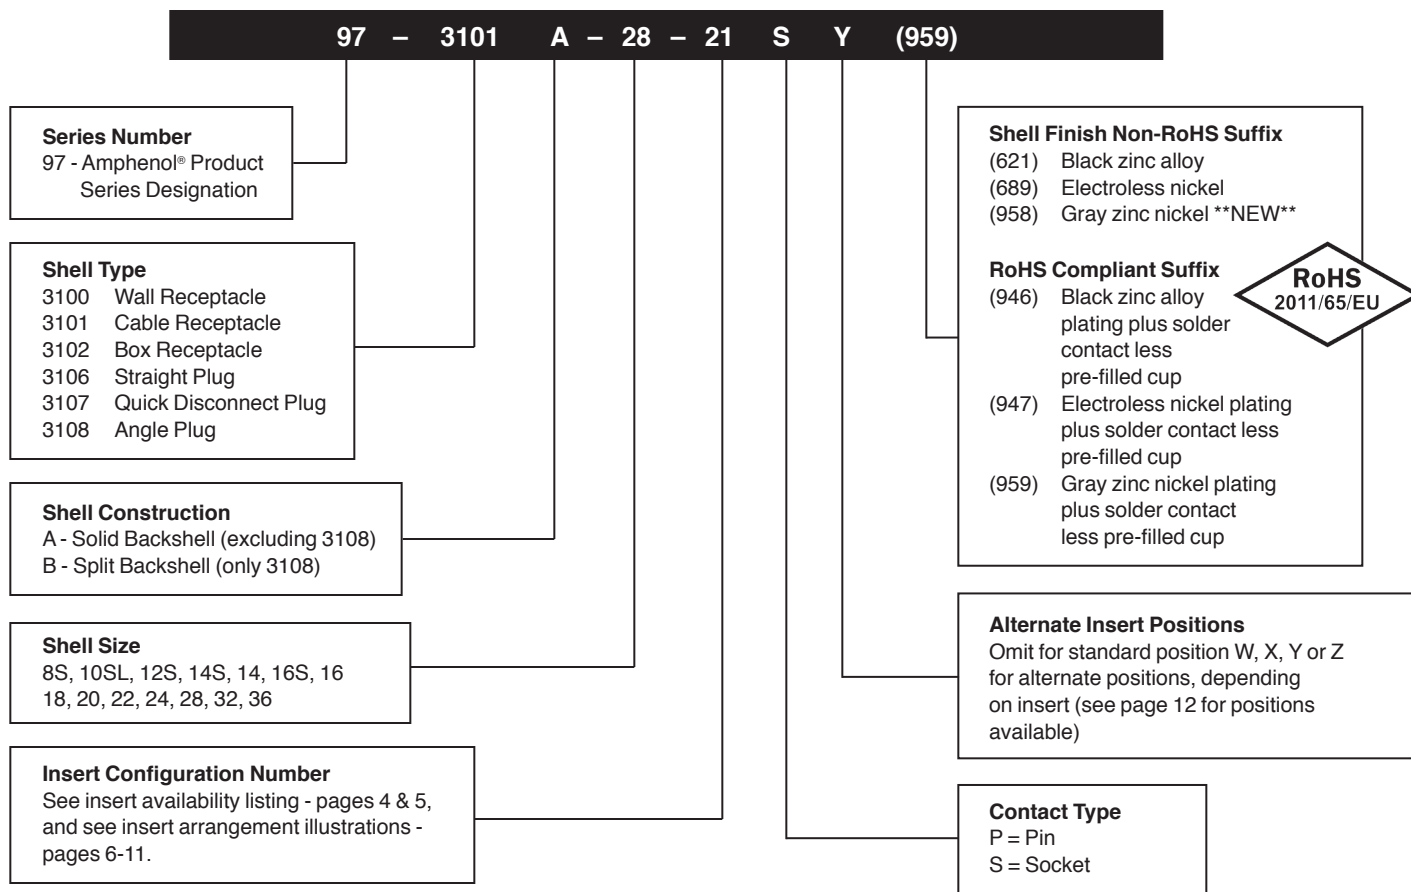 97 – 3101 A – 28 – 21 S Y (959)
Series Number
97 - Amphenol® Product
Series Designation
Shell Type
3100 Wall Receptacle
3101 Cable Receptacle
3102 Box Receptacle
3106 Straight Plug
3107 Quick Disconnect Plug
3108 Angle Plug
Shell Construction
A - Solid Backshell (excluding 3108)
B - Split Backshell (only 3108)
Shell Size
8S, 10SL, 12S, 14S, 14, 16S, 16
18, 20, 22, 24, 28, 32, 36
Insert Configuration Number
See insert availability listing - pages 4 & 5,
and see insert arrangement illustrations -
pages 6-11.
Shell Finish Non-RoHS Suffix
(621) Black zinc alloy
(689) Electroless nickel
(958) Gray zinc nickel **NEW**
RoHS Compliant Suffix
(946) Black zinc alloy
plating plus solder
contact less
pre-filled cup
(947) Electroless nickel plating
plus solder contact less
pre-filled cup
(959) Gray zinc nickel plating
plus solder contact
less pre-filled cup
RoHS
2011/65/EU
Alternate Insert Positions
Omit for standard position W, X, Y or Z
for alternate positions, depending
on insert (see page 12 for positions
available)
Contact Type
P = Pin
S = Socket